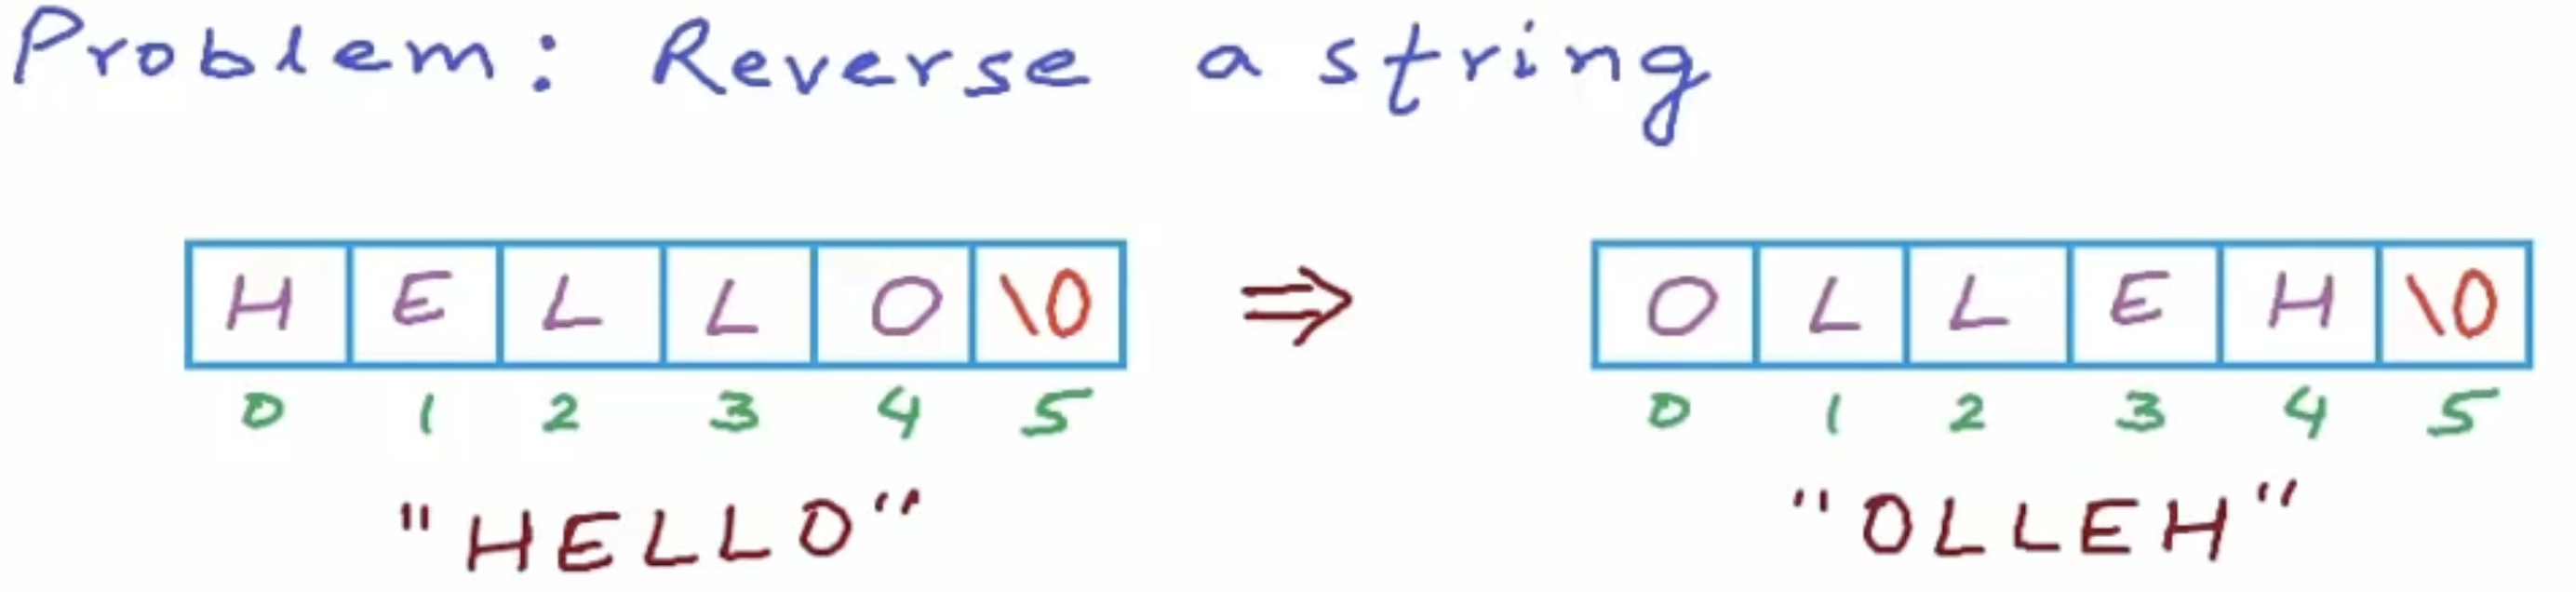 Problem: Reverse a string
H E L L O \0 ⇒ O L L E H \0
0 1 2 3 4 5 0 1 2 3 4 5
"HELLO" "OLLEH"